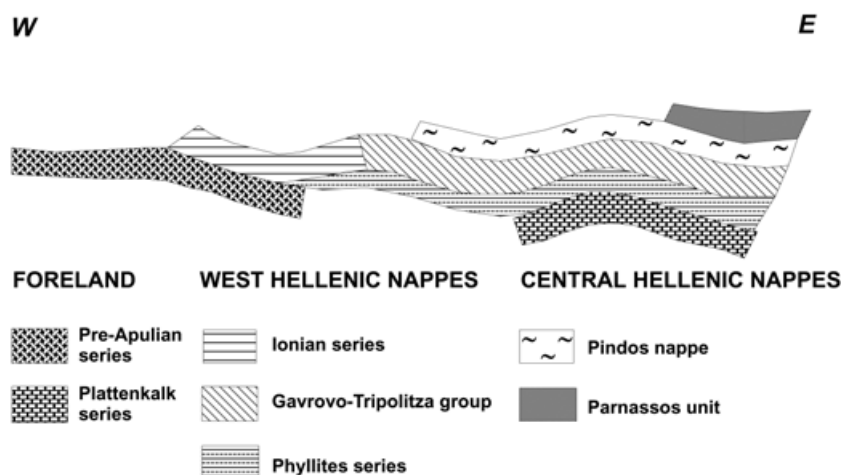 W
E
FORELAND
WEST HELLENIC NAPPES
CENTRAL HELLENIC NAPPES
Pre-Apulian
series
Plattenkalk
series
Ionian series
Gavrovo-Tripolitza group
Phyllites series
Pindos nappe
Parnassos unit